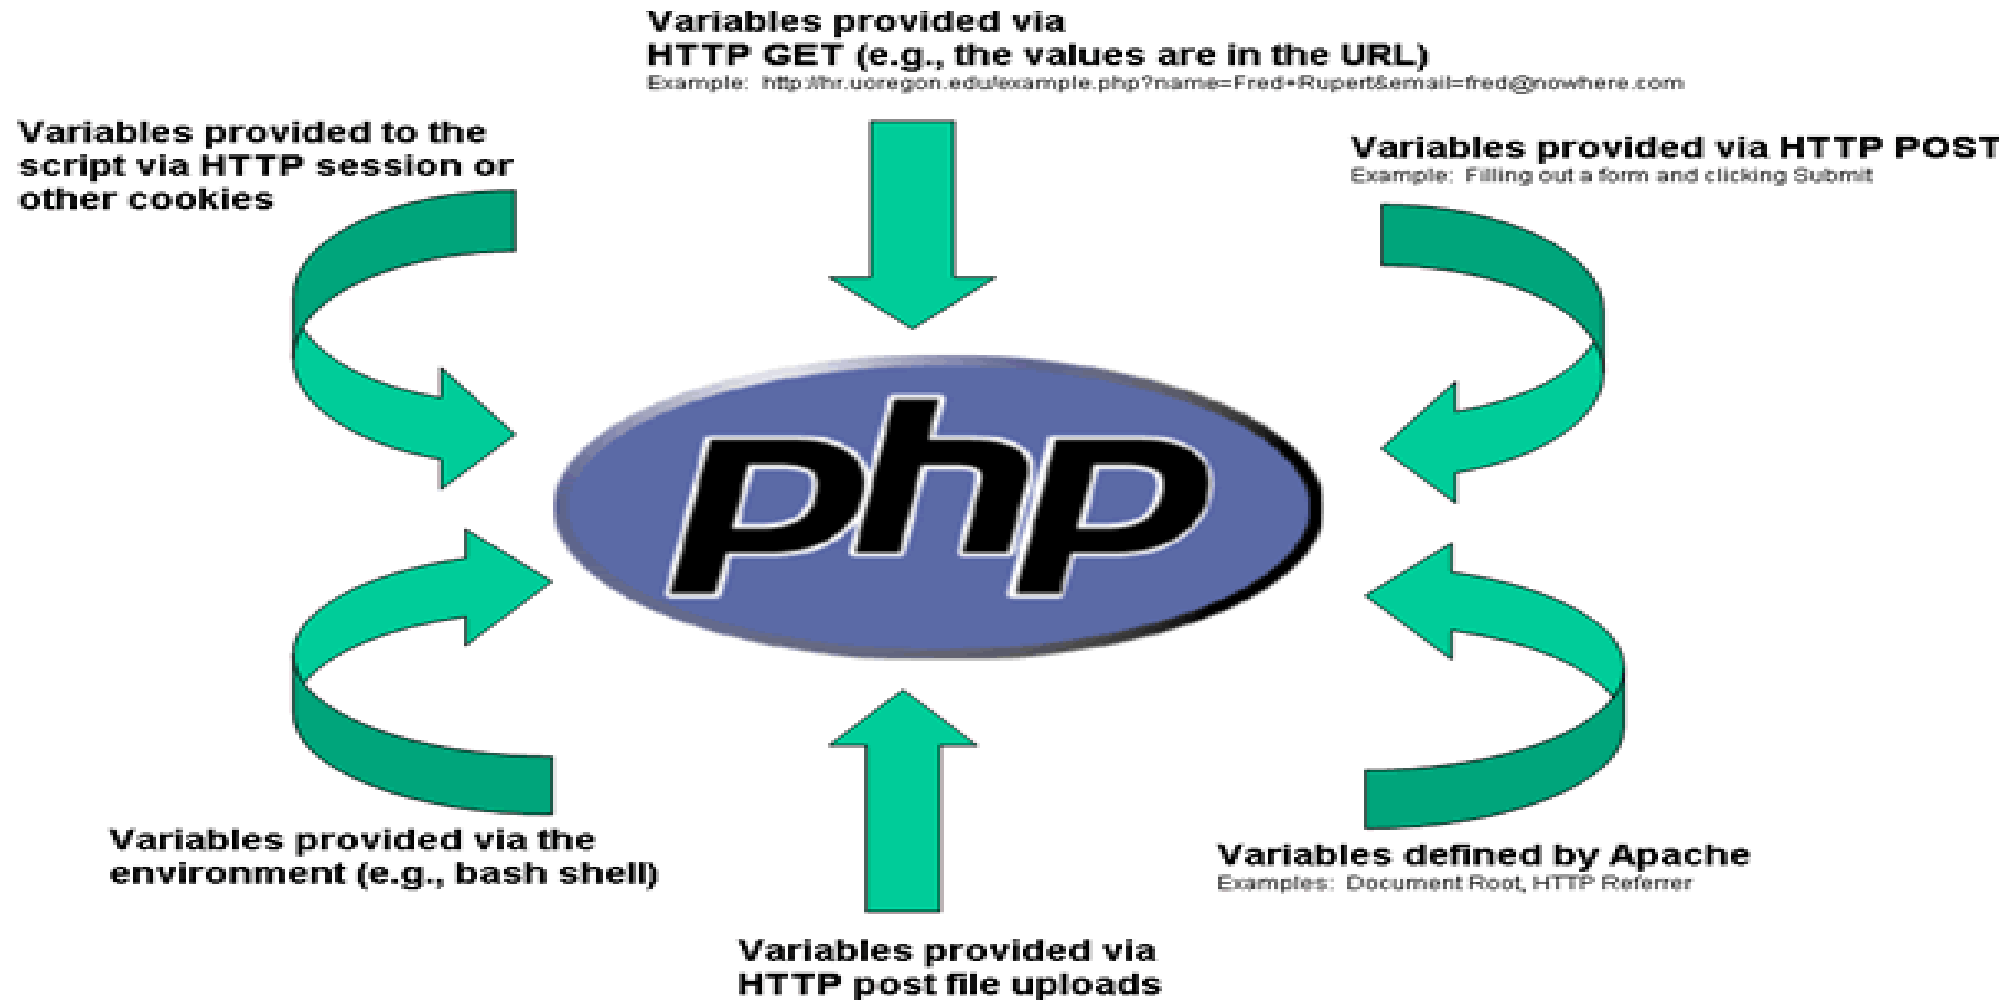 Variables provided via
HTTP GET (e.g., the values are in the URL)
Example: http://hr.uoregon.edu/example.php?name=Fred+Rupert&email=fred@nowhere.com
Variables provided to the
script via HTTP session or
other cookies
Variables provided via HTTP POST
Example: Filling out a form and clicking Submit
php
Variables provided via the
environment (e.g., bash shell)
Variables defined by Apache
Examples: Document Root, HTTP Referrer
Variables provided via
HTTP post file uploads